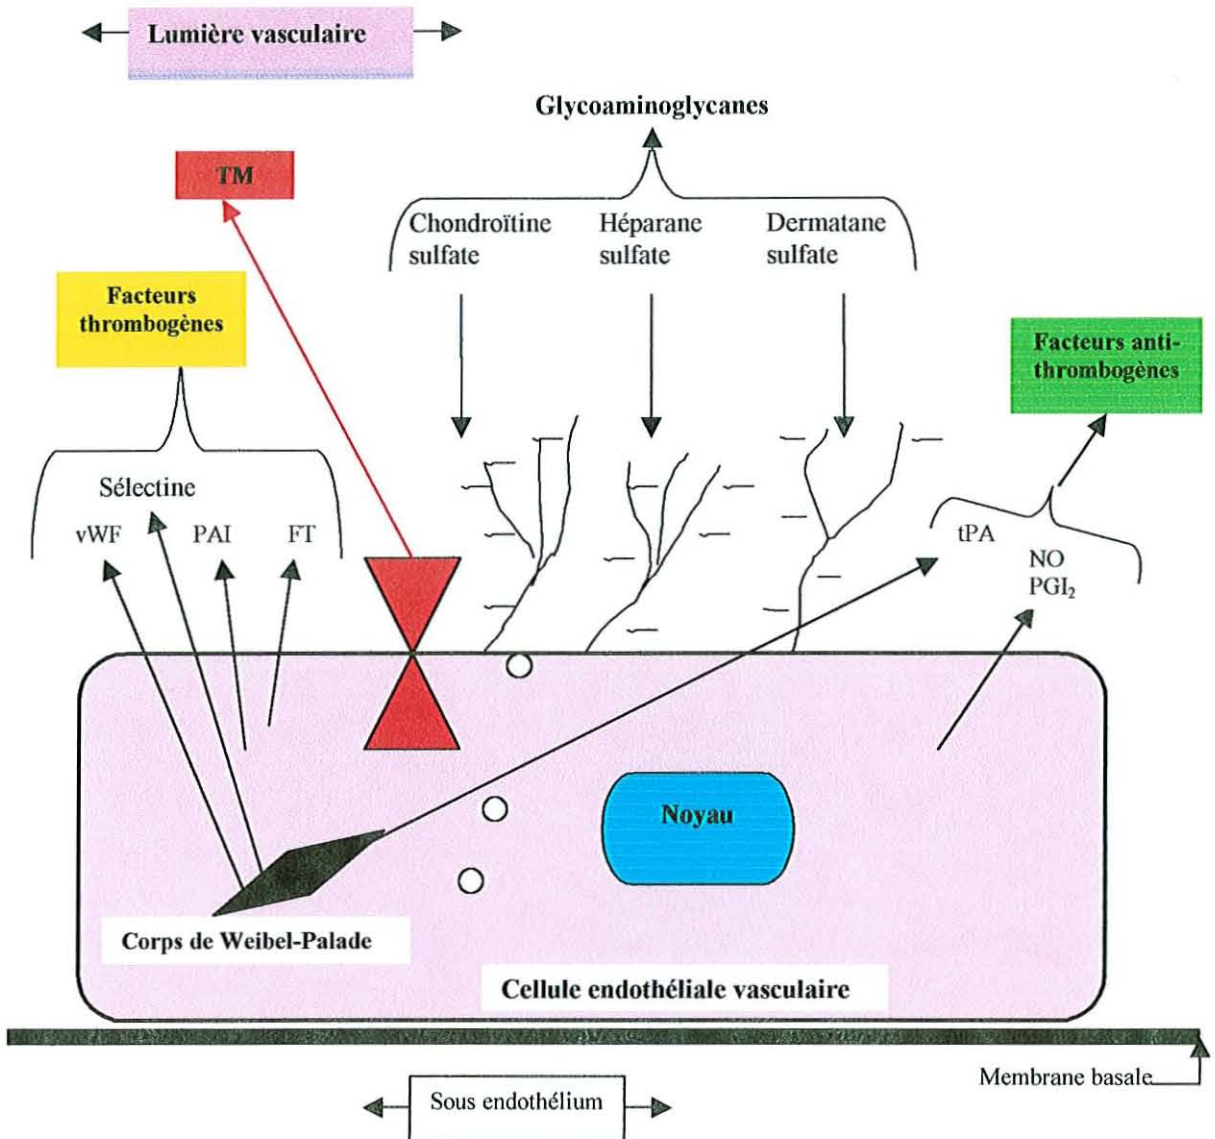 Lumière vasculaire
Glycoaminoglycanes
TM
Chondroïtine
sulfate
Héparane
sulfate
Dermatane
sulfate
Facteurs
thrombogènes
Facteurs anti-
thrombogènes
Sélectine
vWF
PAI
FT
tPA
NO
PGI₂
Noyau
Corps de Weibel-Palade
Cellule endothéliale vasculaire
Membrane basale
Sous endothélium